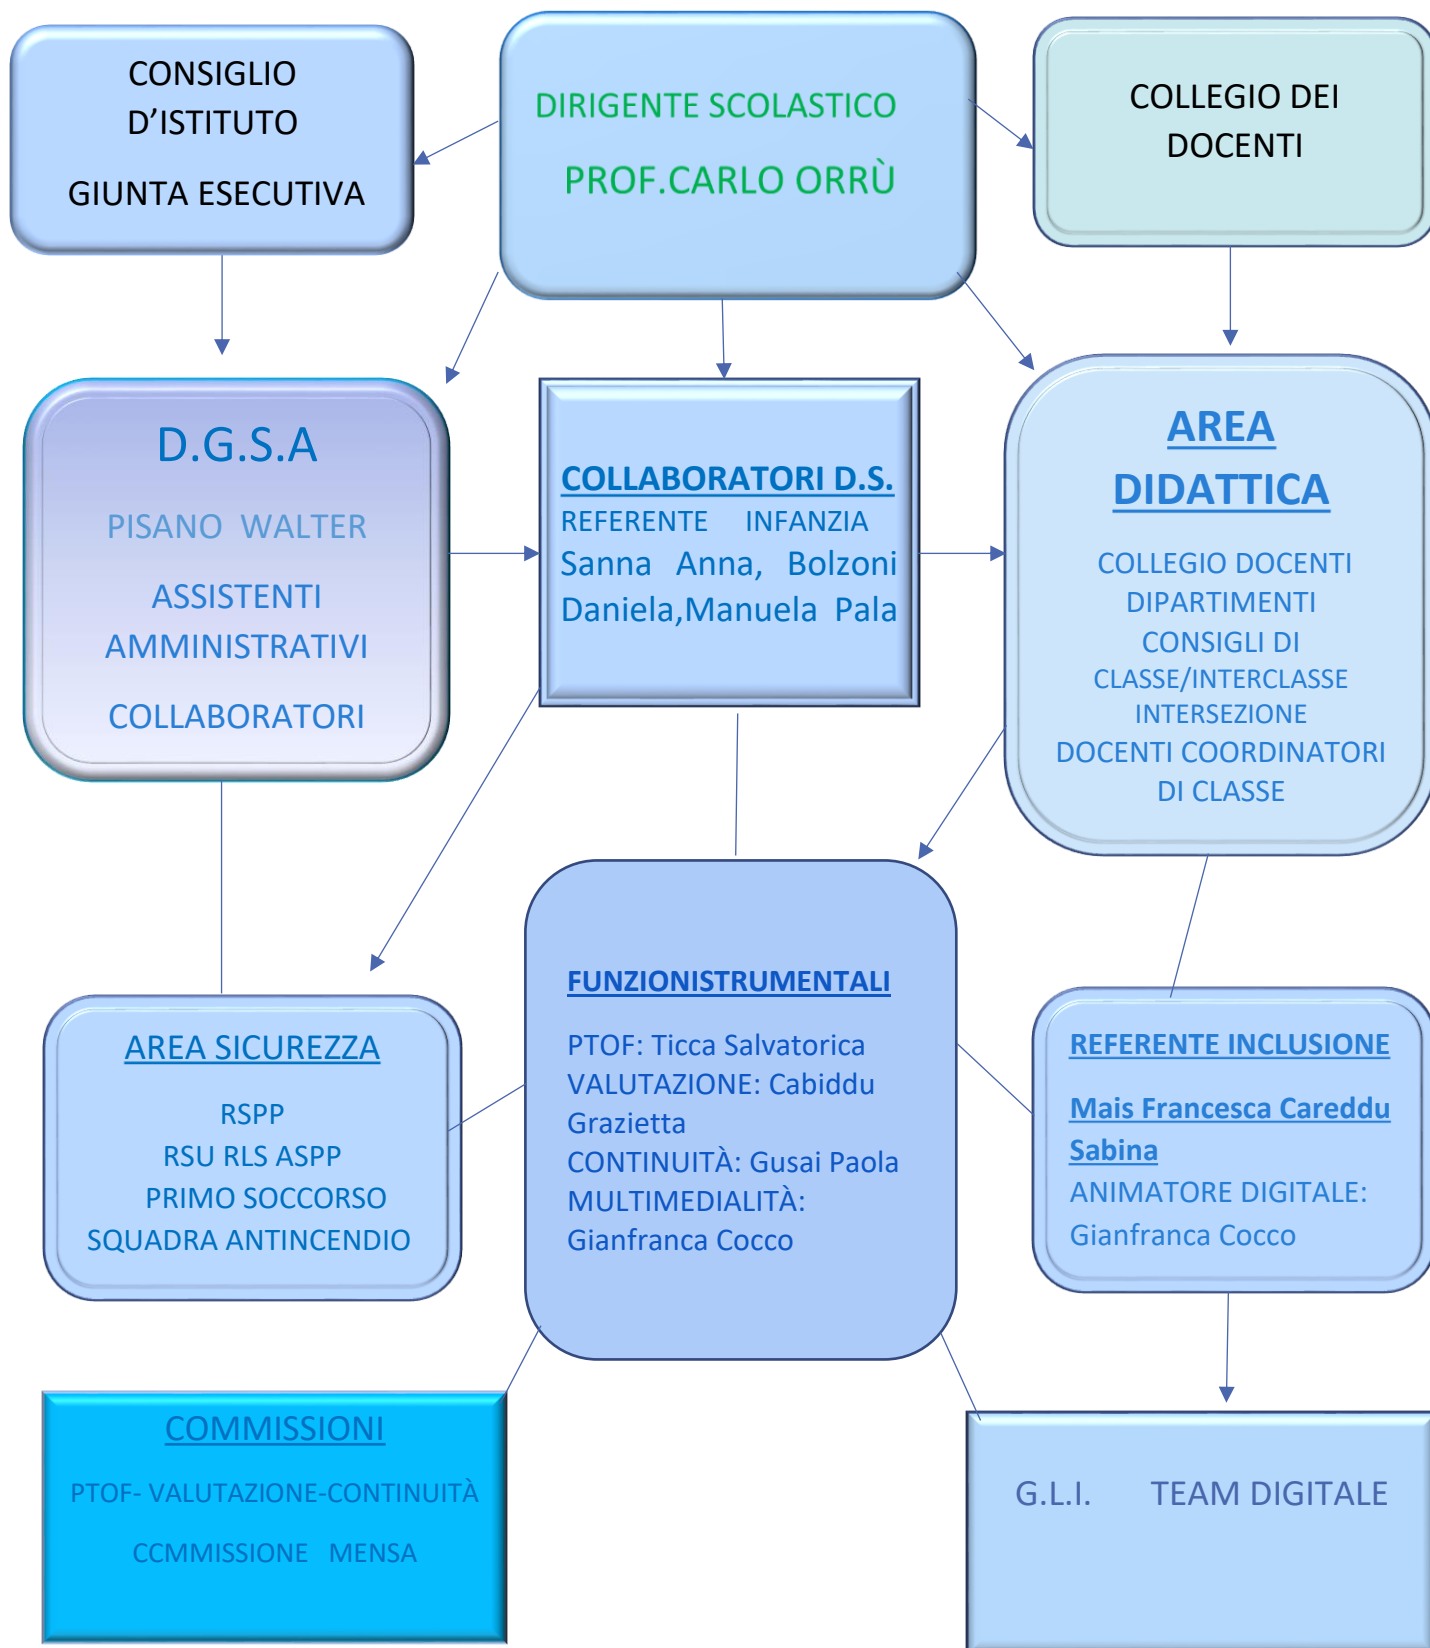 CONSIGLIO
D'ISTITUTO
GIUNTA ESECUTIVA
DIRIGENTE SCOLASTICO
PROF.CARLO ORRÙ
COLLEGIO DEI
DOCENTI
D.G.S.A
PISANO WALTER
ASSISTENTI
AMMINISTRATIVI
COLLABORATORI
COLLABORATORI D.S.
REFERENTE INFANZIA
Sanna Anna, Bolzoni
Daniela,Manuela Pala
AREA
DIDATTICA
COLLEGIO DOCENTI
DIPARTIMENTI
CONSIGLI DI
CLASSE/INTERCLASSE
INTERSEZIONE
DOCENTI COORDINATORI
DI CLASSE
AREA SICUREZZA
RSPP
RSU RLS ASPP
PRIMO SOCCORSO
SQUADRA ANTINCENDIO
FUNZIONISTRUMENTALI
PTOF: Ticca Salvatorica
VALUTAZIONE: Cabiddu
Grazietta
CONTINUITÀ: Gusai Paola
MULTIMEDIALITÀ:
Gianfranca Cocco
REFERENTE INCLUSIONE
Mais Francesca Careddu
Sabina
ANIMATORE DIGITALE:
Gianfranca Cocco
COMMISSIONI
PTOF- VALUTAZIONE-CONTINUITÀ
CCMMISSIONE MENSA
G.L.I. TEAM DIGITALE